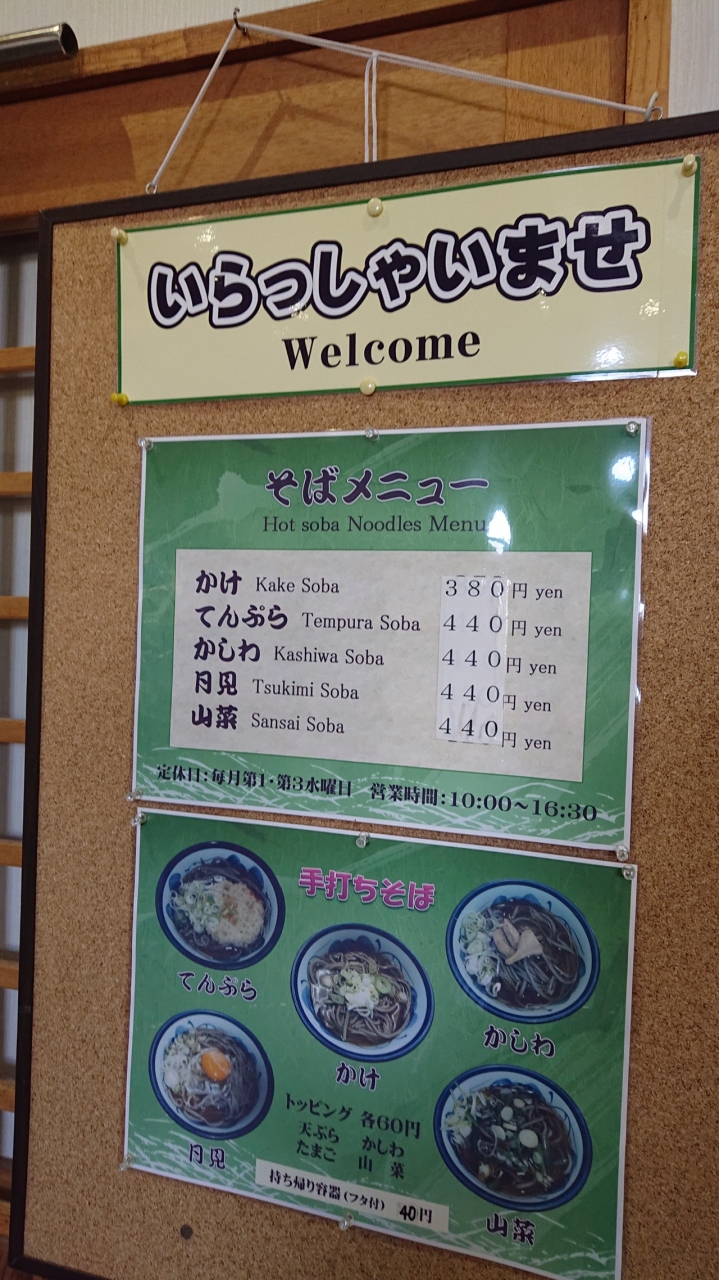 いらっしゃいませ
Welcome
そばメニュー
Hot soba Noodles Menu
かけ Kake Soba 380円 yen
てんぷら Tempura Soba 440円 yen
かしわ Kashiwa Soba 440円 yen
月見 Tsukimi Soba 440円 yen
山菜 Sansai Soba 440円 yen
定休日:毎月第1・第3水曜日 営業時間:10:00~16:30
手打ちそば
てんぷら
かしわ
かけ
月見
山菜
トッピング 各60円
天ぷら かしわ
たまご 山菜
持ち帰り容器(フタ付) 40円